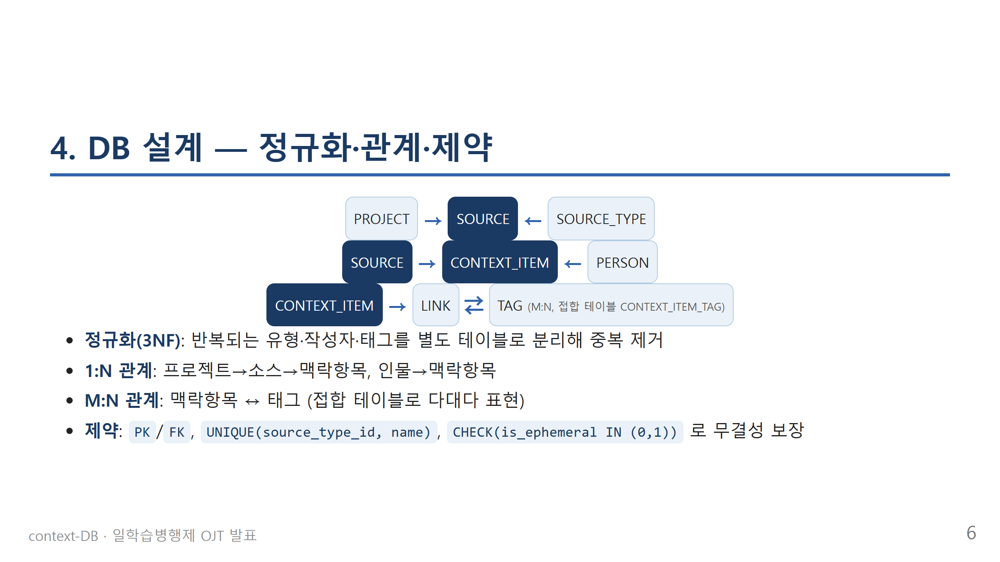 4. DB 설계 — 정규화·관계·제약
PROJECT → SOURCE ← SOURCE_TYPE
SOURCE → CONTEXT_ITEM ← PERSON
CONTEXT_ITEM → LINK ⇄ TAG (M:N, 접합 테이블 CONTEXT_ITEM_TAG)
• 정규화(3NF): 반복되는 유형·작성자·태그를 별도 테이블로 분리해 중복 제거
• 1:N 관계: 프로젝트→소스→맥락항목, 인물→맥락항목
• M:N 관계: 맥락항목 ↔ 태그 (접합 테이블로 다대다 표현)
• 제약: PK/FK, UNIQUE(source_type_id, name), CHECK(is_ephemeral IN (0,1)) 로 무결성 보장
context-DB · 일학습병행제 OJT 발표
6